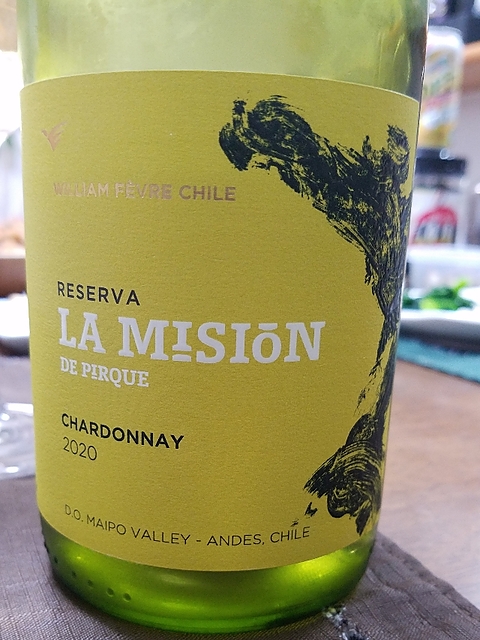 WILLIAM FÈVRE CHILE
RESERVA
LA MISIÓN
DE PIRQUE
CHARDONNAY
2020
D.O. MAIPO VALLEY - ANDES, CHILE